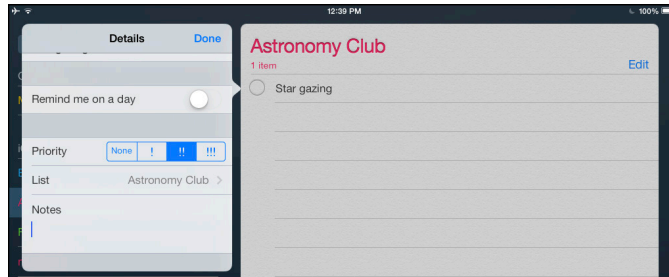 12:39 PM
100%
Details
Done
Remind me on a day
Priority
None
!
!!
!!!
List
Astronomy Club >
Notes
Astronomy Club
1 item
Edit
Star gazing